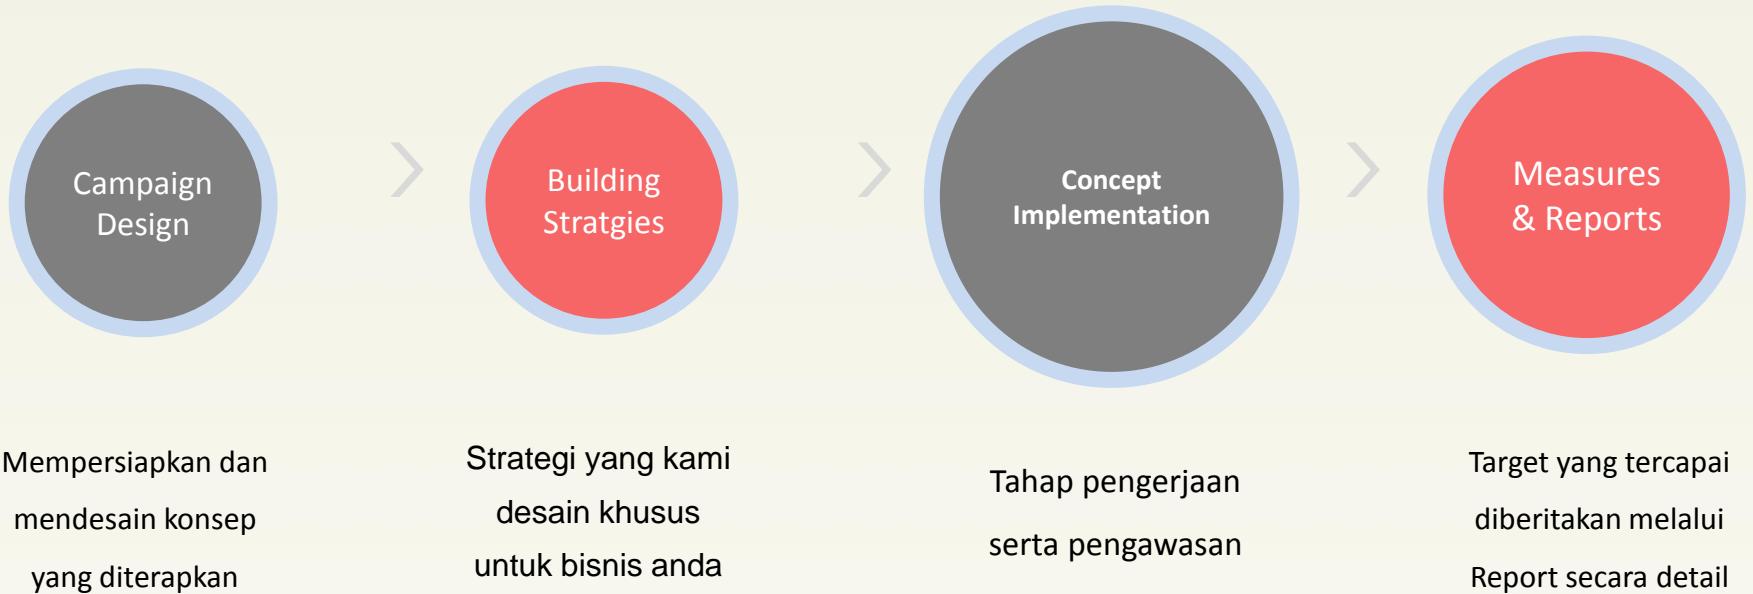 Campaign
Design
Building
Stratgies
Concept
Implementation
Measures
& Reports
Mempersiapkan dan
mendesain konsep
yang diterapkan
Strategi yang kami
desain khusus
untuk bisnis anda
Tahap pengerjaan
serta pengawasan
Target yang tercapai
diberitakan melalui
Report secara detail